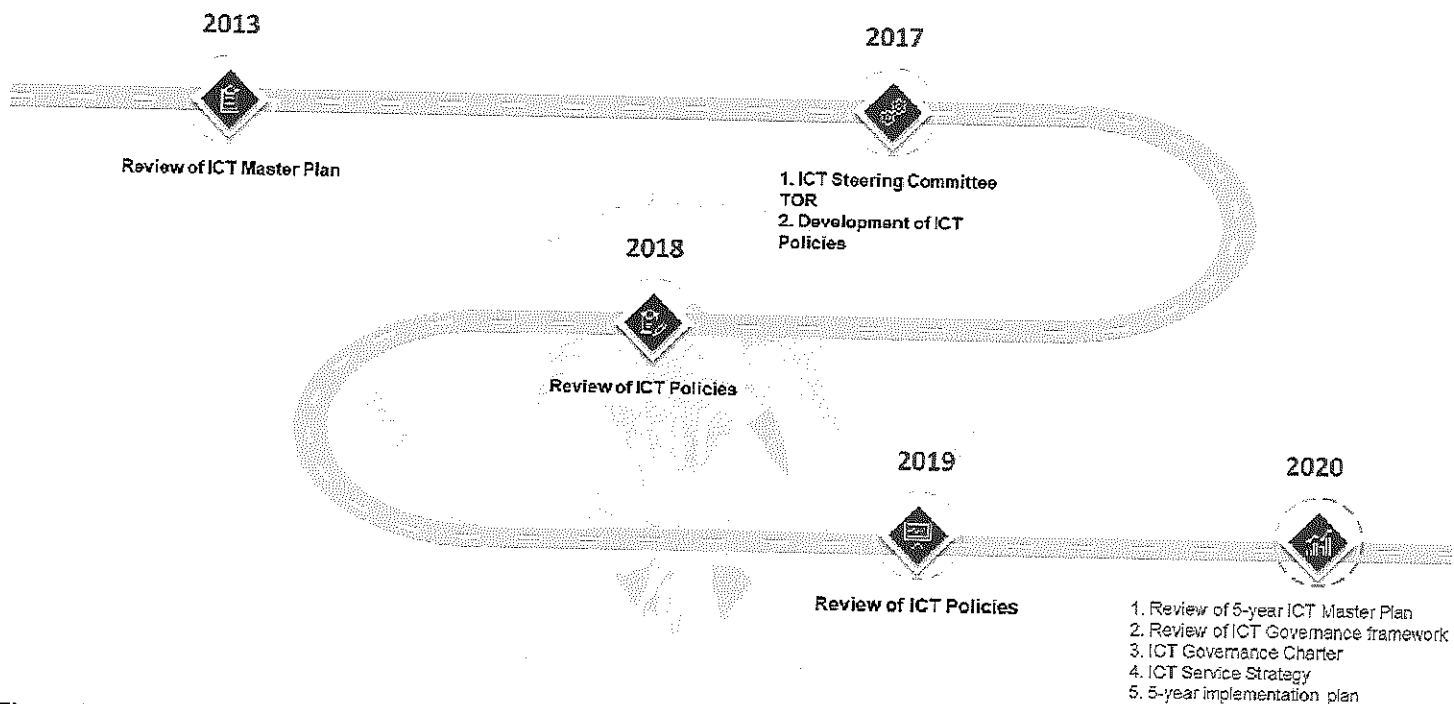 2013
2017
Review of ICT Master Plan
1. ICT Steering Committee
TOR
2. Development of ICT
Policies
2018
Review of ICT Policies
2019
2020
Review of ICT Policies
1. Review of 5-year ICT Master Plan
2. Review of ICT Governance framework
3. ICT Governance Charter
4. ICT Service Strategy
5. 5-year implementation plan